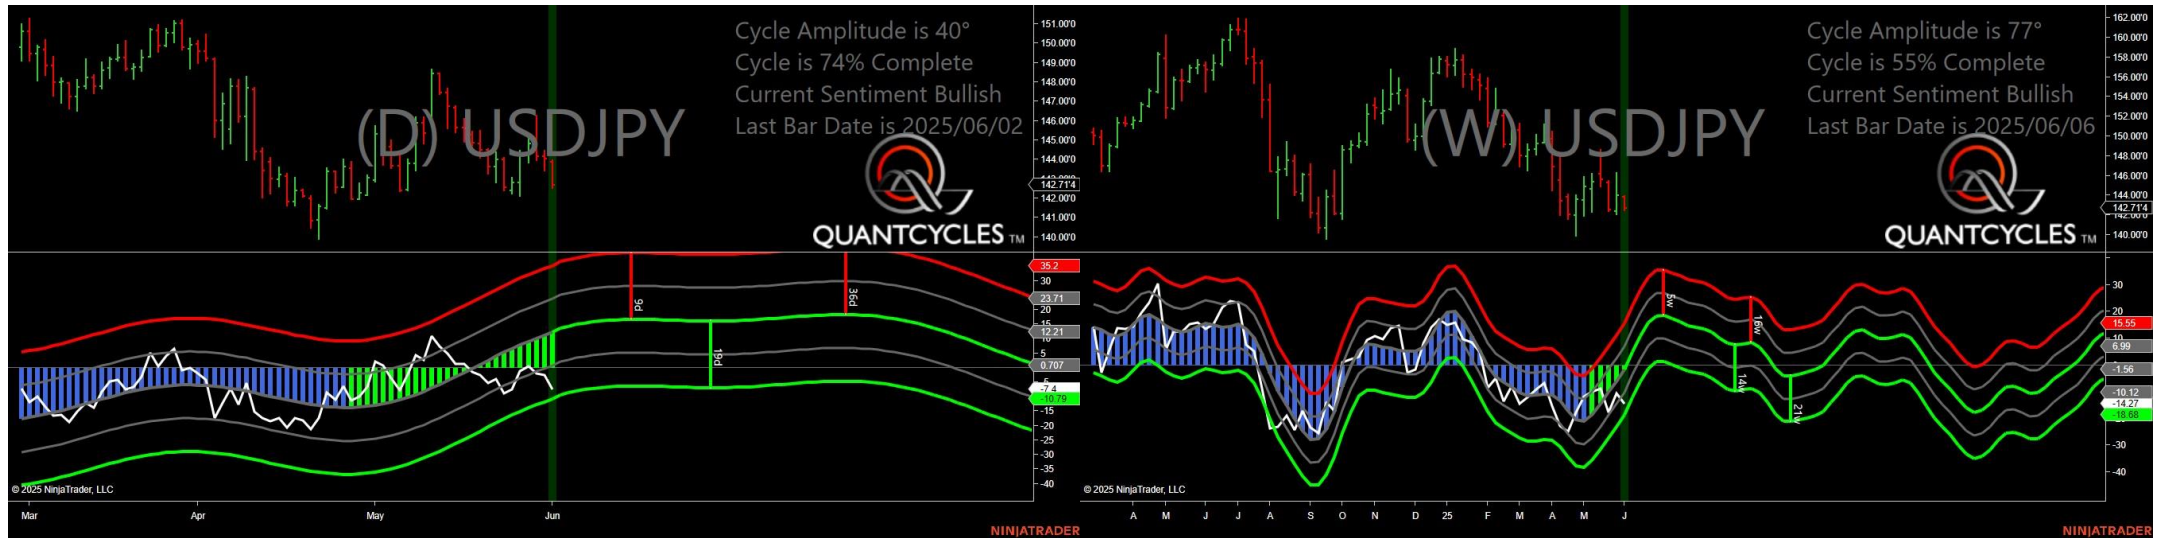 Cycle Amplitude is 40°
Cycle is 74% Complete
Current Sentiment Bullish
Last Bar Date is 2025/06/02
(D) USDJPY
QUANTCYCLES TM
151.00'0
150.00'0
149.00'0
148.00'0
147.00'0
146.00'0
145.00'0
144.00'0
142.71'4
142.00'0
141.00'0
140.00'0
35.2
30
23.71
20
15
12.21
10
5
0.707
-7.4
-10.79
-15
-20
-25
-30
-35
-40
9d
19d
36d
© 2025 NinjaTrader, LLC
Mar
Apr
May
Jun
NINJATRADER
Cycle Amplitude is 77°
Cycle is 55% Complete
Current Sentiment Bullish
Last Bar Date is 2025/06/06
(W) USDJPY
QUANTCYCLES TM
162.00'0
160.00'0
158.00'0
156.00'0
154.00'0
152.00'0
150.00'0
148.00'0
146.00'0
144.00'0
142.71'4
140.00'0
30
20
15.55
6.99
-1.56
-10.12
-14.27
-18.68
-30
-40
5w
16w
14w
21w
© 2025 NinjaTrader, LLC
A
M
J
J
A
S
O
N
D
25
F
M
A
M
J
NINJATRADER